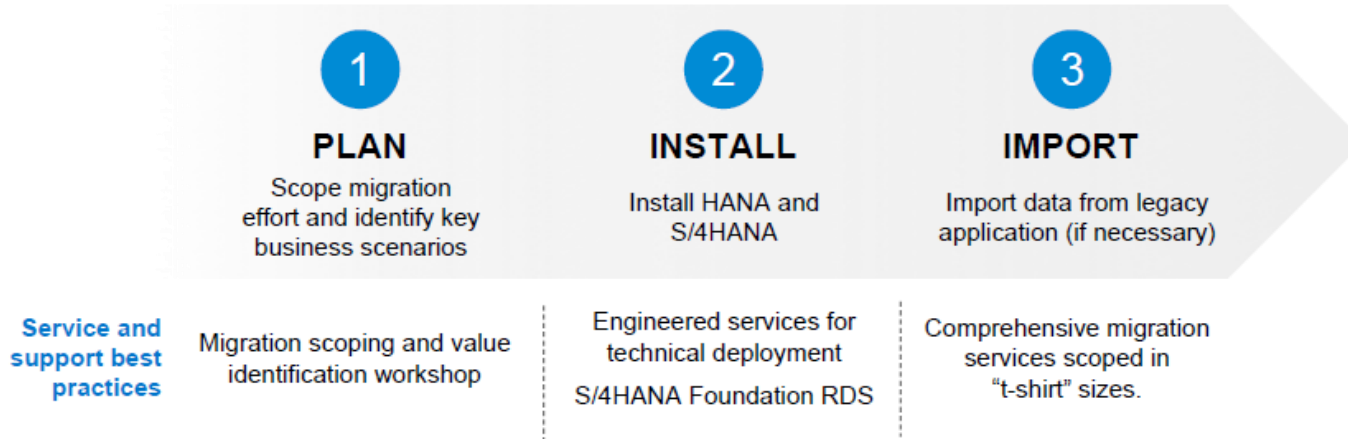 1
PLAN
Scope migration
effort and identify key
business scenarios
2
INSTALL
Install HANA and
S/4HANA
3
IMPORT
Import data from legacy
application (if necessary)
Service and
support best
practices
Migration scoping and value
identification workshop
Engineered services for
technical deployment
S/4HANA Foundation RDS
Comprehensive migration
services scoped in
“t-shirt” sizes.